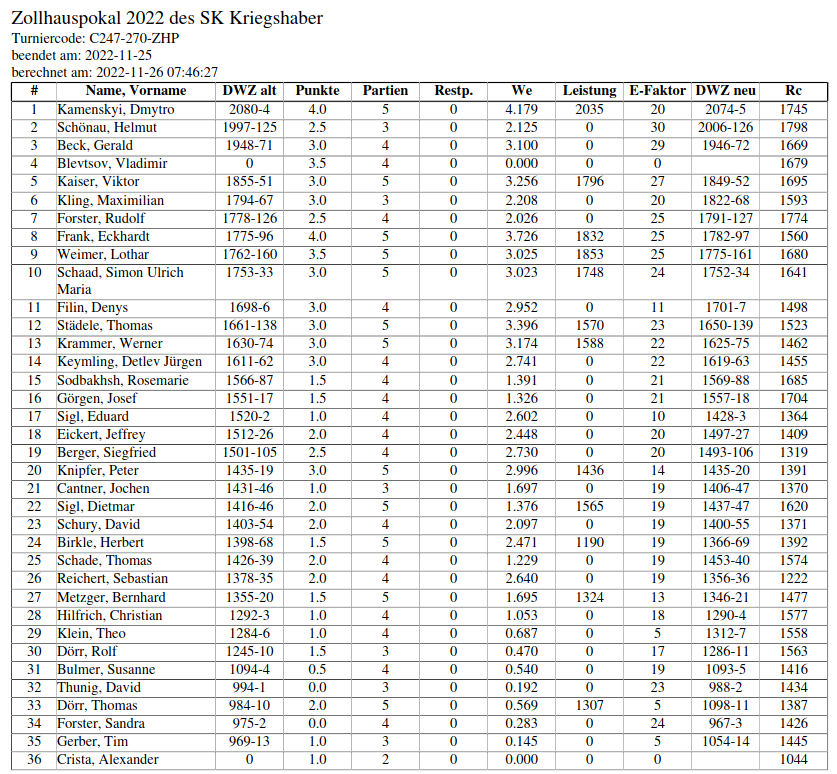 Zollhauspokal 2022 des SK Kriegshaber
Turniercode: C247-270-ZHP
beendet am: 2022-11-25
berechnet am: 2022-11-26 07:46:27
# Name, Vorname DWZ alt Punkte Partien Restp. We Leistung E-Faktor DWZ neu Rc
1 Kamenskyi, Dmytro 2080-4 4.0 5 0 4.179 2035 20 2074-5 1745
2 Schönau, Helmut 1997-125 2.5 3 0 2.125 0 30 2006-126 1798
3 Beck, Gerald 1948-71 3.0 4 0 3.100 0 29 1946-72 1669
4 Blevtsov, Vladimir 0 3.5 4 0 0.000 0 0 1679
5 Kaiser, Viktor 1855-51 3.0 5 0 3.256 1796 27 1849-52 1695
6 Kling, Maximilian 1794-67 3.0 3 0 2.208 0 20 1822-68 1593
7 Forster, Rudolf 1778-126 2.5 4 0 2.026 0 25 1791-127 1774
8 Frank, Eckhardt 1775-96 4.0 5 0 3.726 1832 25 1782-97 1560
9 Weimer, Lothar 1762-160 3.5 5 0 3.025 1853 25 1775-161 1680
10 Schaad, Simon Ulrich 1753-33 3.0 5 0 3.023 1748 24 1752-34 1641
Maria
11 Filin, Denys 1698-6 3.0 4 0 2.952 0 11 1701-7 1498
12 Städele, Thomas 1661-138 3.0 5 0 3.396 1570 23 1650-139 1523
13 Krammer, Werner 1630-74 3.0 5 0 3.174 1588 22 1625-75 1462
14 Keymling, Detlev Jürgen 1611-62 3.0 4 0 2.741 0 22 1619-63 1455
15 Sodbakhsh, Rosemarie 1566-87 1.5 4 0 1.391 0 21 1569-88 1685
16 Görgen, Josef 1551-17 1.5 4 0 1.326 0 21 1557-18 1704
17 Sigl, Eduard 1520-2 1.0 4 0 2.602 0 10 1428-3 1364
18 Eickert, Jeffrey 1512-26 2.0 4 0 2.448 0 20 1497-27 1409
19 Berger, Siegfried 1501-105 2.5 4 0 2.730 0 20 1493-106 1319
20 Knipfer, Peter 1435-19 3.0 5 0 2.996 1436 14 1435-20 1391
21 Cantner, Jochen 1431-46 1.0 3 0 1.697 0 19 1406-47 1370
22 Sigl, Dietmar 1416-46 2.0 5 0 1.376 1565 19 1437-47 1620
23 Schury, David 1403-54 2.0 4 0 2.097 0 19 1400-55 1371
24 Birkle, Herbert 1398-68 1.5 5 0 2.471 1190 19 1366-69 1392
25 Schade, Thomas 1426-39 2.0 4 0 1.229 0 19 1453-40 1574
26 Reichert, Sebastian 1378-35 2.0 4 0 2.640 0 19 1356-36 1222
27 Metzger, Bernhard 1355-20 1.5 5 0 1.695 1324 13 1346-21 1477
28 Hilfrich, Christian 1292-3 1.0 4 0 1.053 0 18 1290-4 1577
29 Klein, Theo 1284-6 1.0 4 0 0.687 0 5 1312-7 1558
30 Dörr, Rolf 1245-10 1.5 3 0 0.470 0 17 1286-11 1563
31 Bulmer, Susanne 1094-4 0.5 4 0 0.540 0 19 1093-5 1416
32 Thunig, David 994-1 0.0 3 0 0.192 0 23 988-2 1434
33 Dörr, Thomas 984-10 2.0 5 0 0.569 1307 5 1098-11 1387
34 Forster, Sandra 975-2 0.0 4 0 0.283 0 24 967-3 1426
35 Gerber, Tim 969-13 1.0 3 0 0.145 0 5 1054-14 1445
36 Crista, Alexander 0 1.0 2 0 0.000 0 0 1044